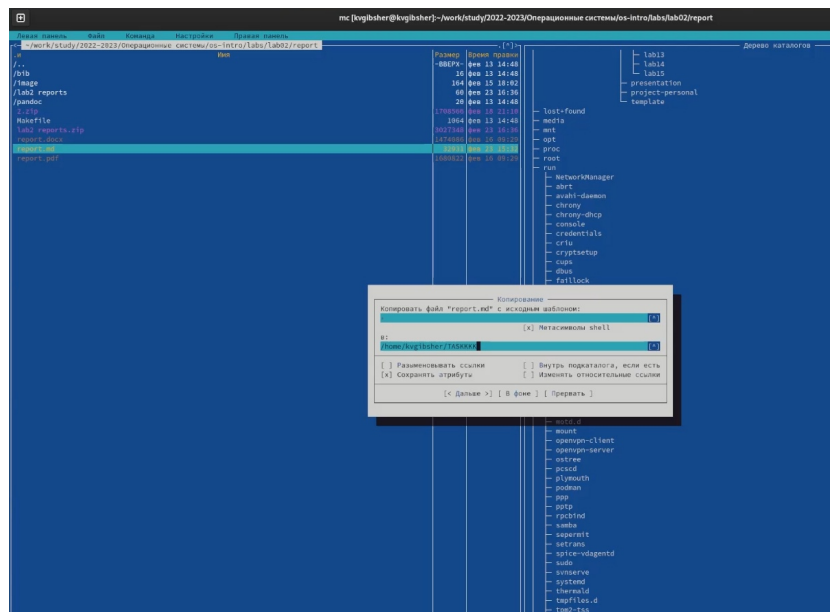 mc [kvgibsher@kvgibsher]:~/work/study/2022-2023/Операционные системы/os-intro/labs/lab02/report
Левая панель Файл Команда Настройки Правая панель
~/work/study/2022-2023/Операционные системы/os-intro/labs/lab02/report .[^]>
Дерево каталогов
.и Имя Размер Время правки
/.. -ВВЕРХ- фев 13 14:48
/bib 16 фев 13 14:48
/image 164 фев 15 18:02
/lab2 reports 60 фев 23 16:36
/pandoc 20 фев 13 14:48
2.zip
Makefile 1064 фев 13 14:48
lab2 reports.zip 3027348 фев 23 16:36
report.docx
report.md
report.pdf
lab13
lab14
lab15
presentation
project-personal
template
lost+found
media
mnt
opt
proc
root
run
NetworkManager
abrt
avahi-daemon
chrony
chrony-dhcp
console
credentials
criu
cryptsetup
cups
dbus
faillock
Копирование
Копировать файл "report.md" с исходным шаблоном:
[^]
[x] Метасимволы shell
в:
/home/kvgibsher/TASKKKK [^]
[ ] Разыменовывать ссылки [ ] Внутрь подкаталога, если есть
[x] Сохранять атрибуты [ ] Изменять относительные ссылки
[< Дальше >] [ В фоне ] [ Прервать ]
motd.d
mount
openvpn-client
openvpn-server
ostree
pcscd
plymouth
podman
ppp
pptp
rpcbind
samba
sepermit
setrans
spice-vdagentd
sudo
svnserve
systemd
thermald
tmpfiles.d
tpm2-tss